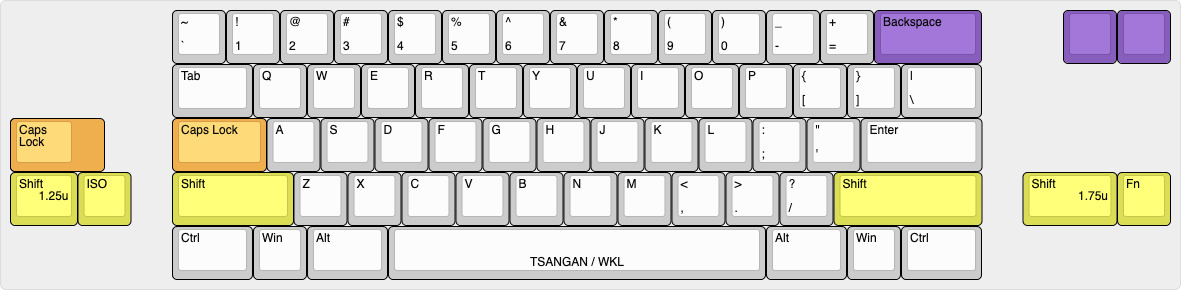 ~ ! @ # $ % ^ & * ( ) _ + Backspace
` 1 2 3 4 5 6 7 8 9 0 - =
Tab Q W E R T Y U I O P { } |
[ ] \
Caps Lock Caps Lock A S D F G H J K L : " Enter
; '
Shift 1.25u ISO Shift Z X C V B N M < > ? Shift Shift 1.75u Fn
, . /
Ctrl Win Alt Alt Win Ctrl
TSANGAN / WKL